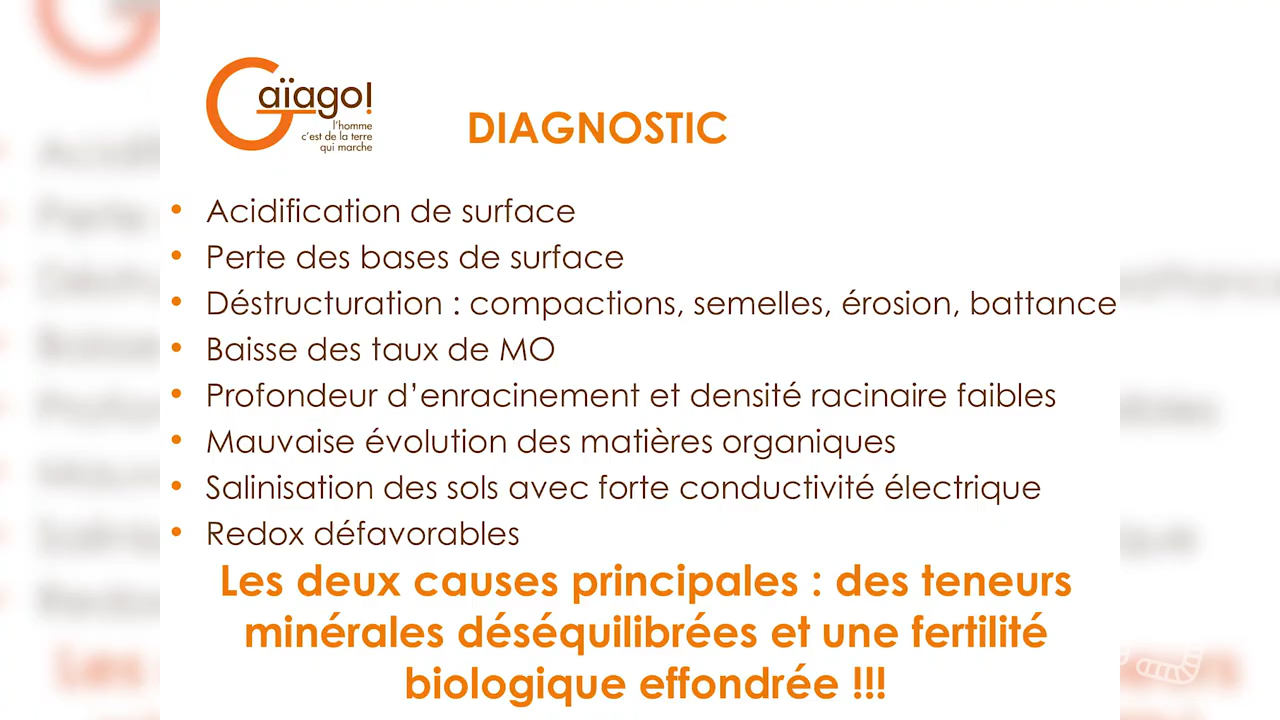 Gaïago!
l'homme
c'est de la terre
qui marche
DIAGNOSTIC
• Acidification de surface
• Perte des bases de surface
• Déstructuration : compactions, semelles, érosion, battance
• Baisse des taux de MO
• Profondeur d’enracinement et densité racinaire faibles
• Mauvaise évolution des matières organiques
• Salinisation des sols avec forte conductivité électrique
• Redox défavorables
Les deux causes principales : des teneurs
minérales déséquilibrées et une fertilité
biologique effondrée !!!